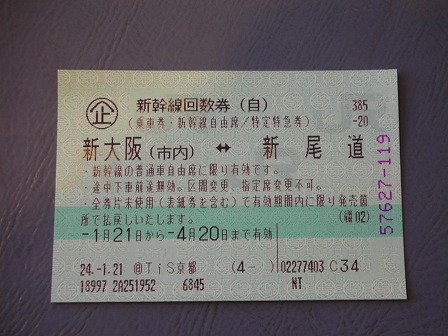 企 新幹線回数券（自） 385
（乗車券・新幹線自由席/特定特急券） -20
新大阪（市内） ↔ 新尾道
・新幹線の普通車自由席に限り有効です。
・途中下車前途無効。区間変更、指定席変更不可。
・全券片未使用（表紙券を含む）で有効期間内に限り発売箇
所で払戻しいたします。 （綴02）
-1月21日から-4月20日まで有効
24.-1.21 TiS京都 （4- ） 02277403 C34
18997 2A251952 6845 NT
57627-119